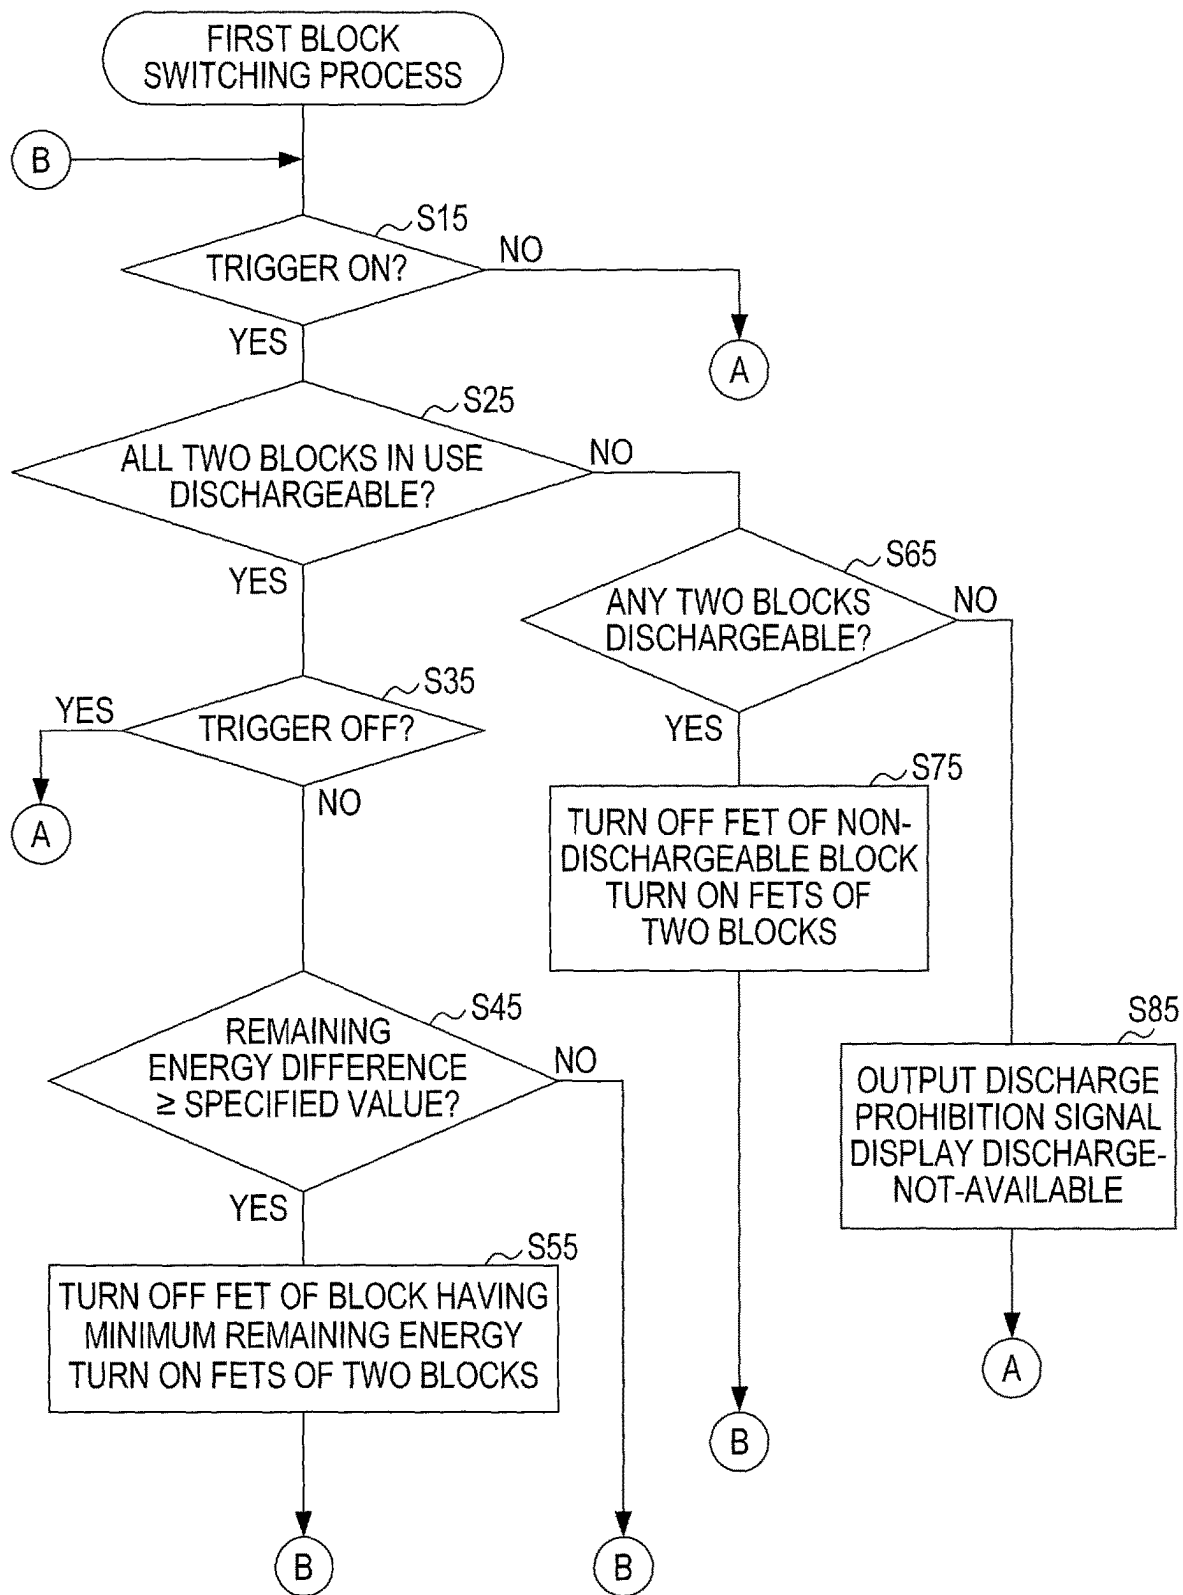 FIRST BLOCK
SWITCHING PROCESS
B
S15
TRIGGER ON?
NO
YES
A
S25
ALL TWO BLOCKS IN USE
DISCHARGEABLE?
NO
YES
S65
ANY TWO BLOCKS
DISCHARGEABLE?
NO
YES
S35
TRIGGER OFF?
YES
NO
A
S75
TURN OFF FET OF NON-
DISCHARGEABLE BLOCK
TURN ON FETS OF
TWO BLOCKS
S45
REMAINING
ENERGY DIFFERENCE
≥ SPECIFIED VALUE?
NO
YES
S85
OUTPUT DISCHARGE
PROHIBITION SIGNAL
DISPLAY DISCHARGE-
NOT-AVAILABLE
S55
TURN OFF FET OF BLOCK HAVING
MINIMUM REMAINING ENERGY
TURN ON FETS OF TWO BLOCKS
A
B
B
B